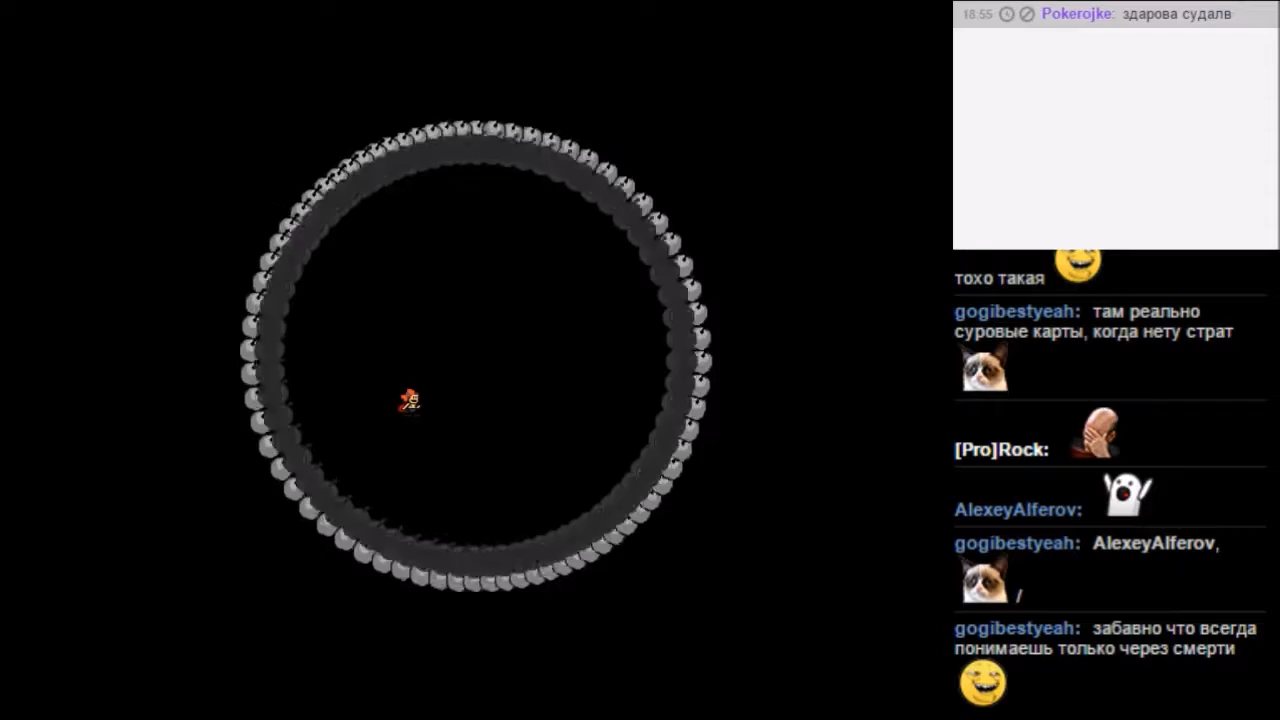 18:55 Pokerojke: здарова судалв
тохо такая
gogibestyeah: там реально
суровые карты, когда нету страт
[Pro]Rock:
AlexeyAlferov:
gogibestyeah: AlexeyAlferov,
/
gogibestyeah: забавно что всегда
понимаешь только через смерти